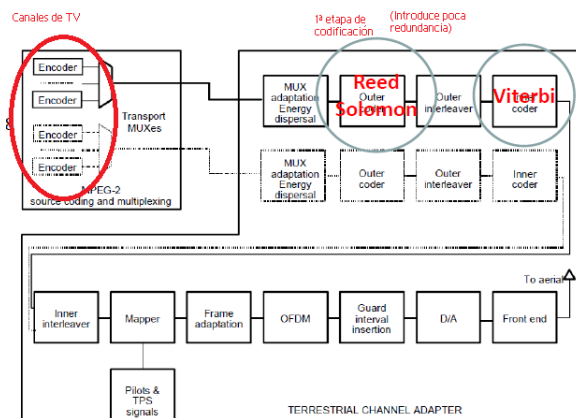 Canales de TV
1ª etapa de
codificación
(Introduce poca
redundancia)
Encoder
Encoder
Encoder
Encoder
Transport
MUXes
MPEG-2
source coding and multiplexing
MUX
adaptation
Energy
dispersal
Reed
Solomon
Outer
Outer
interleaver
Viterbi
coder
MUX
adaptation
Energy
dispersal
Outer
coder
Outer
interleaver
Inner
coder
To aerial
Inner
interleaver
Mapper
Frame
adaptation
OFDM
Guard
interval
insertion
D/A
Front end
Pilots &
TPS
signals
TERRESTRIAL CHANNEL ADAPTER